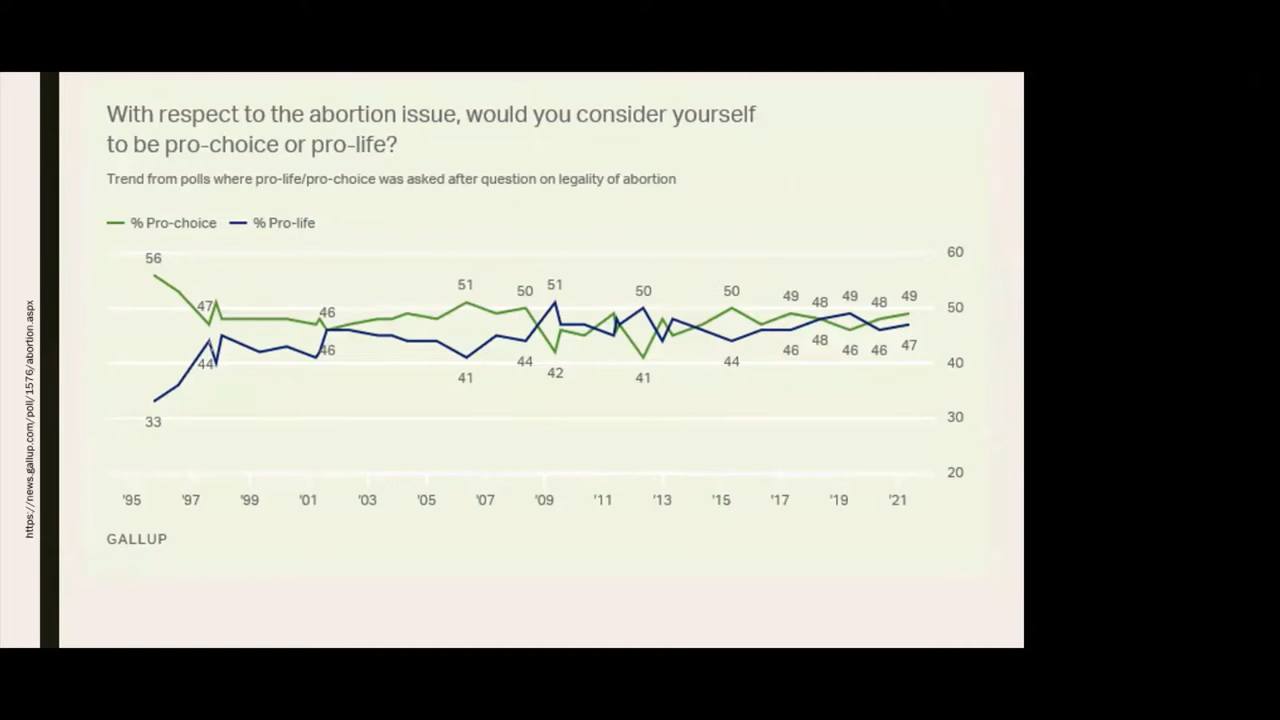 https://news.gallup.com/poll/1576/abortion.aspx
With respect to the abortion issue, would you consider yourself
to be pro-choice or pro-life?
Trend from polls where pro-life/pro-choice was asked after question on legality of abortion
% Pro-choice % Pro-life
56 47 46 51 50 51 50 50 49 48 49 48 49
33 44 46 41 44 42 41 44 46 48 46 46 47
60
50
40
30
20
'95 '97 '99 '01 '03 '05 '07 '09 '11 '13 '15 '17 '19 '21
GALLUP